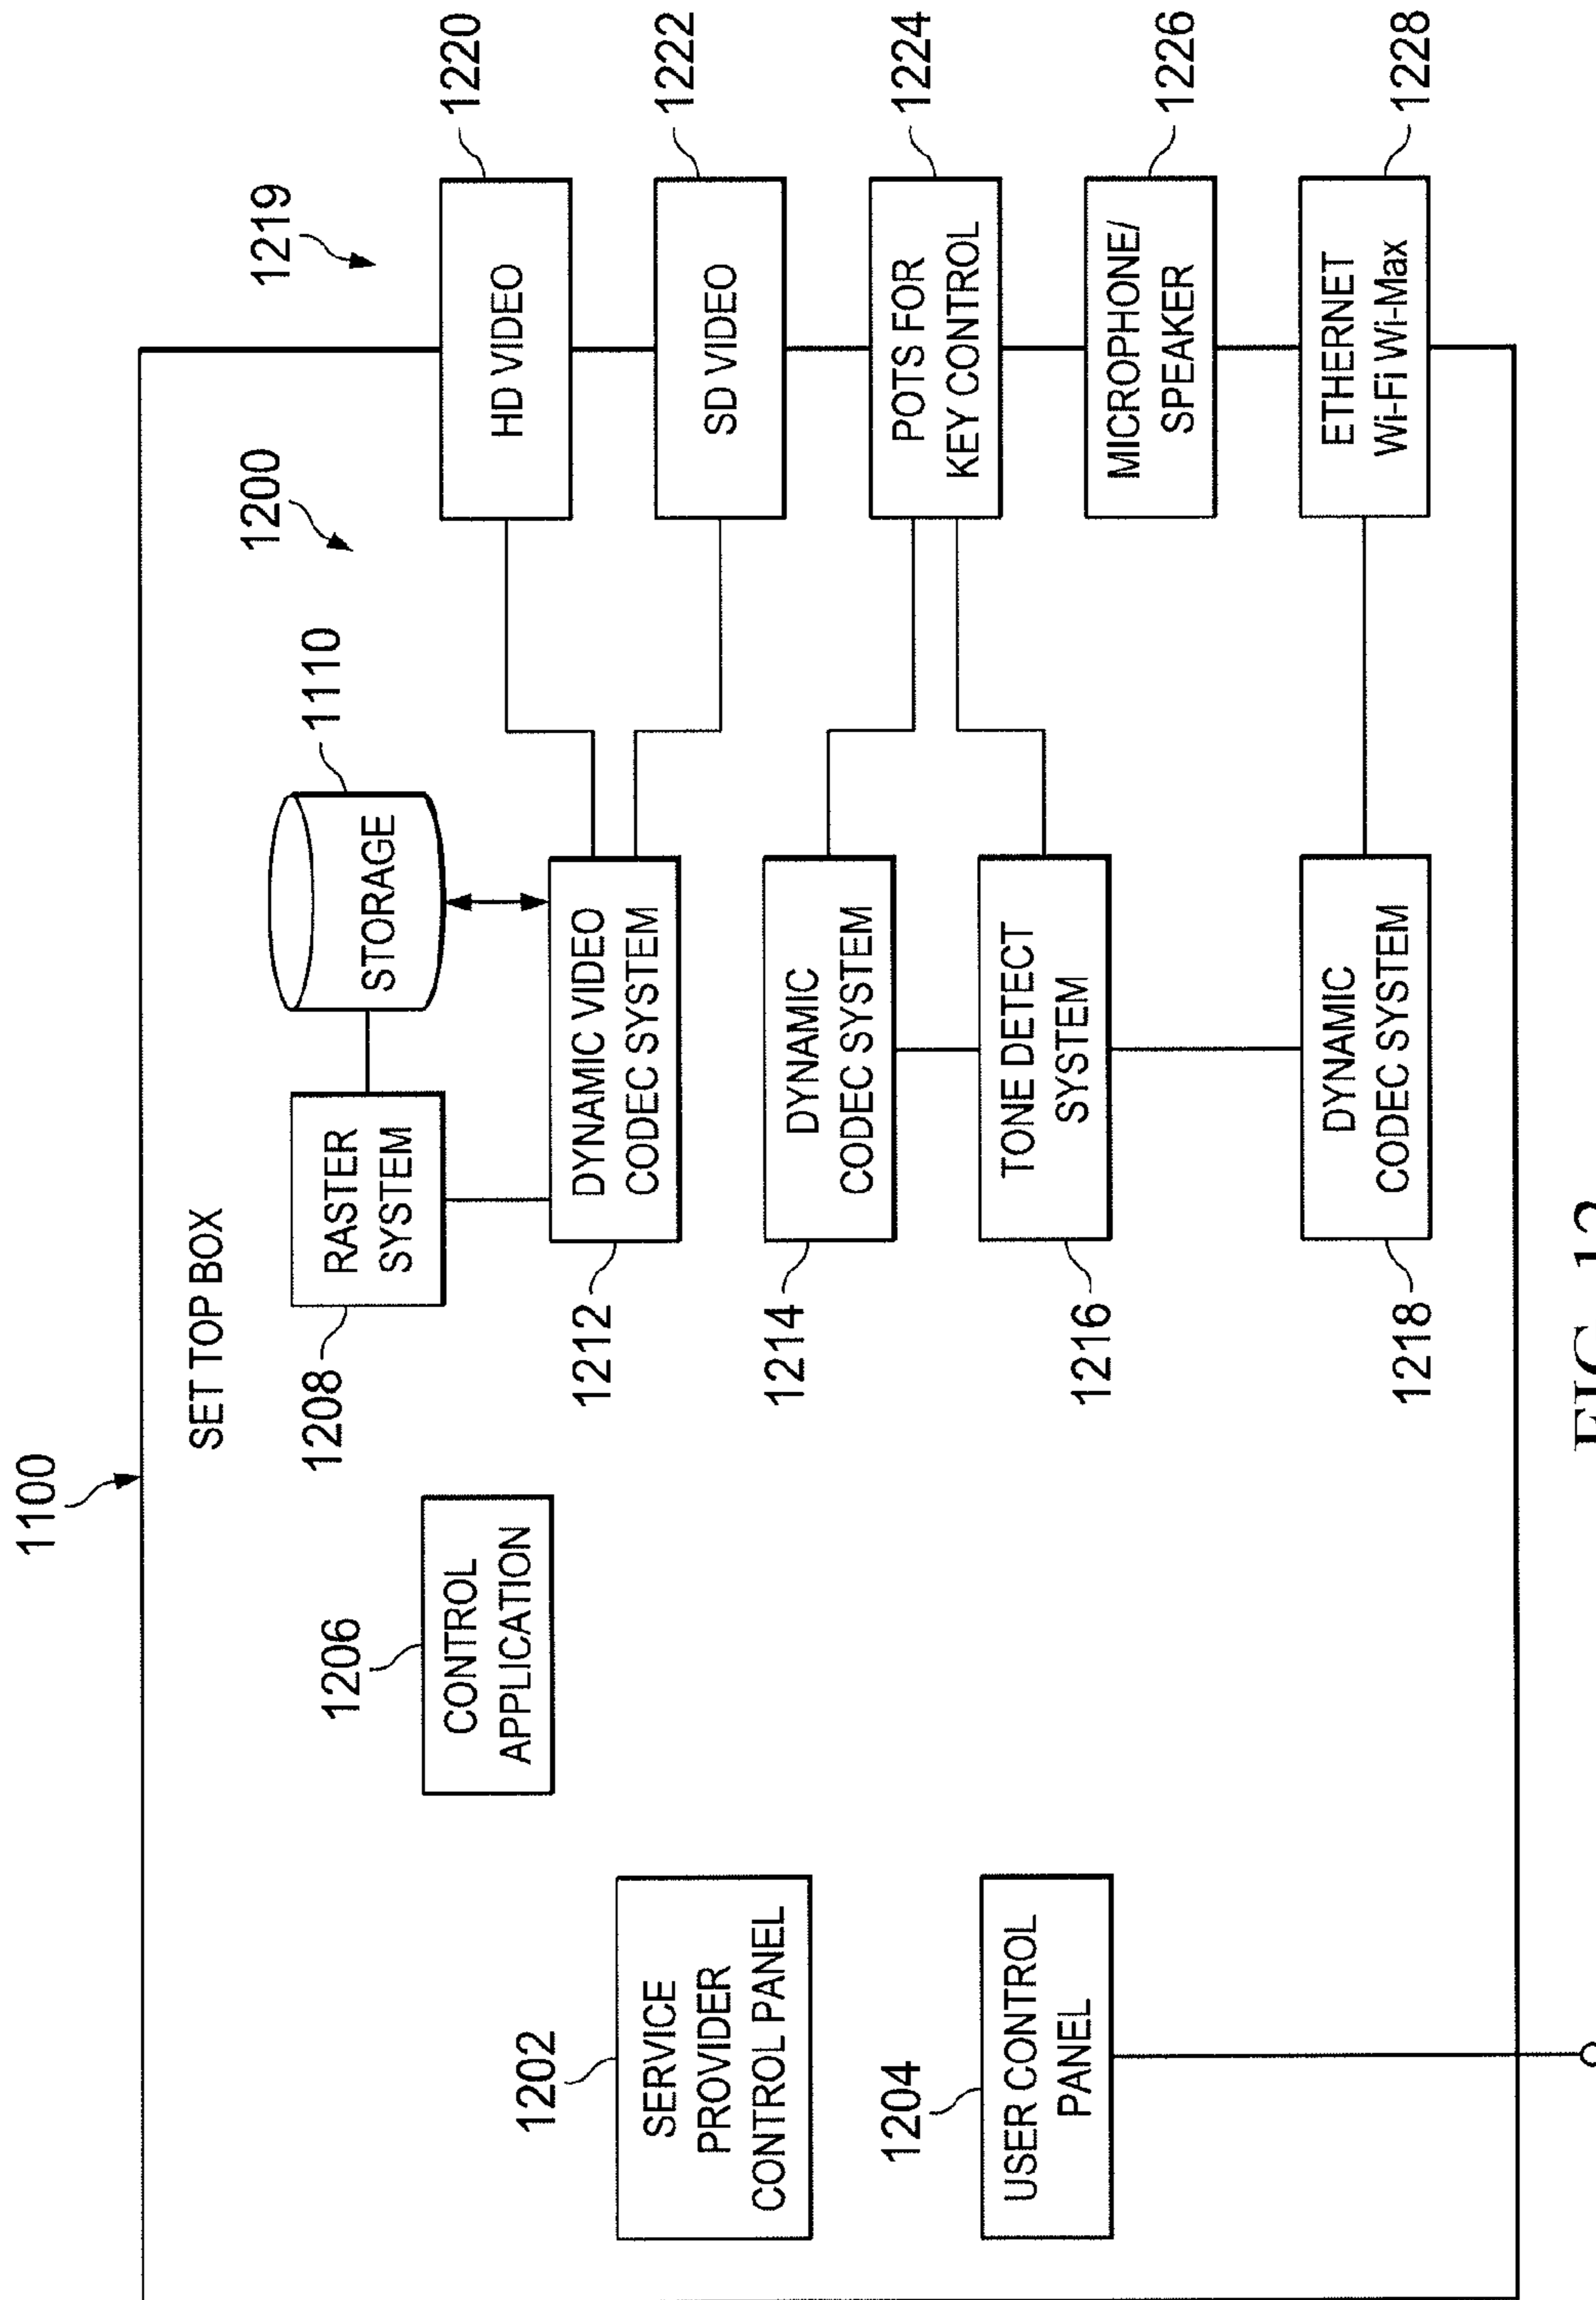 1100
SET TOP BOX
1219
1200
1110
STORAGE
1208
RASTER
SYSTEM
1206
CONTROL
APPLICATION
1220
HD VIDEO
1212
DYNAMIC VIDEO
CODEC SYSTEM
1222
SD VIDEO
1202
SERVICE
PROVIDER
CONTROL PANEL
1214
DYNAMIC
CODEC SYSTEM
1224
POTS FOR
KEY CONTROL
1204
USER CONTROL
PANEL
1216
TONE DETECT
SYSTEM
1226
MICROPHONE/
SPEAKER
1218
DYNAMIC
CODEC SYSTEM
1228
ETHERNET
Wi-Fi Wi-Max
FIG. 12